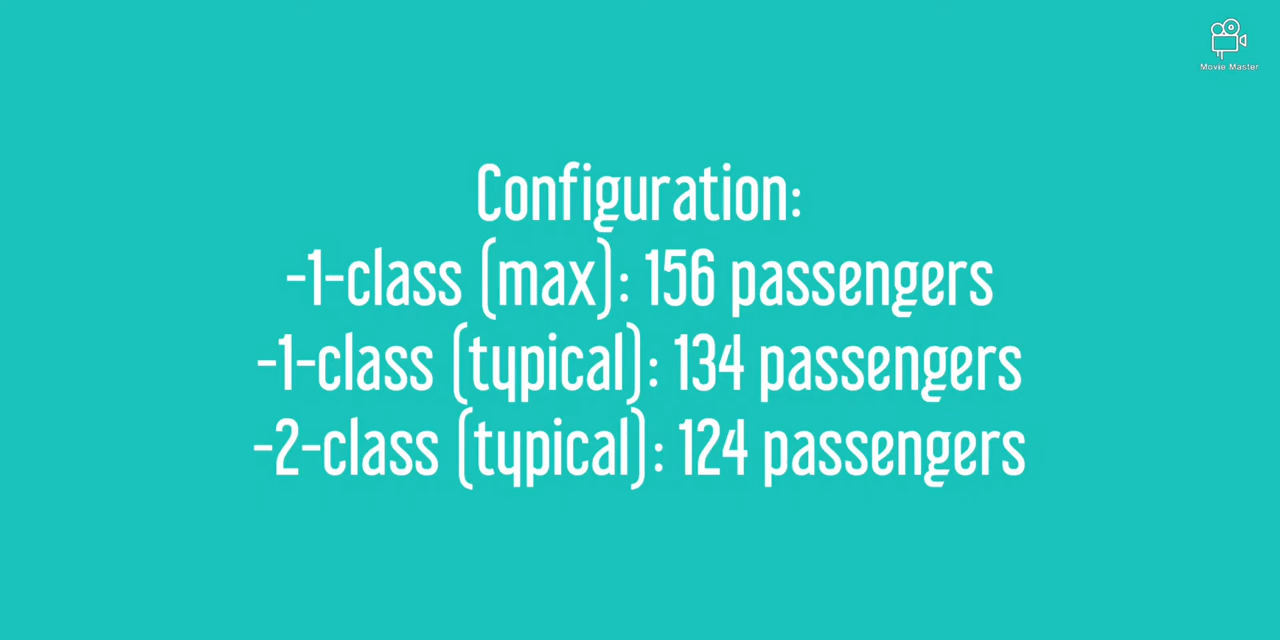 Movie Master
Configuration:
-1-class (max): 156 passengers
-1-class (typical): 134 passengers
-2-class (typical): 124 passengers